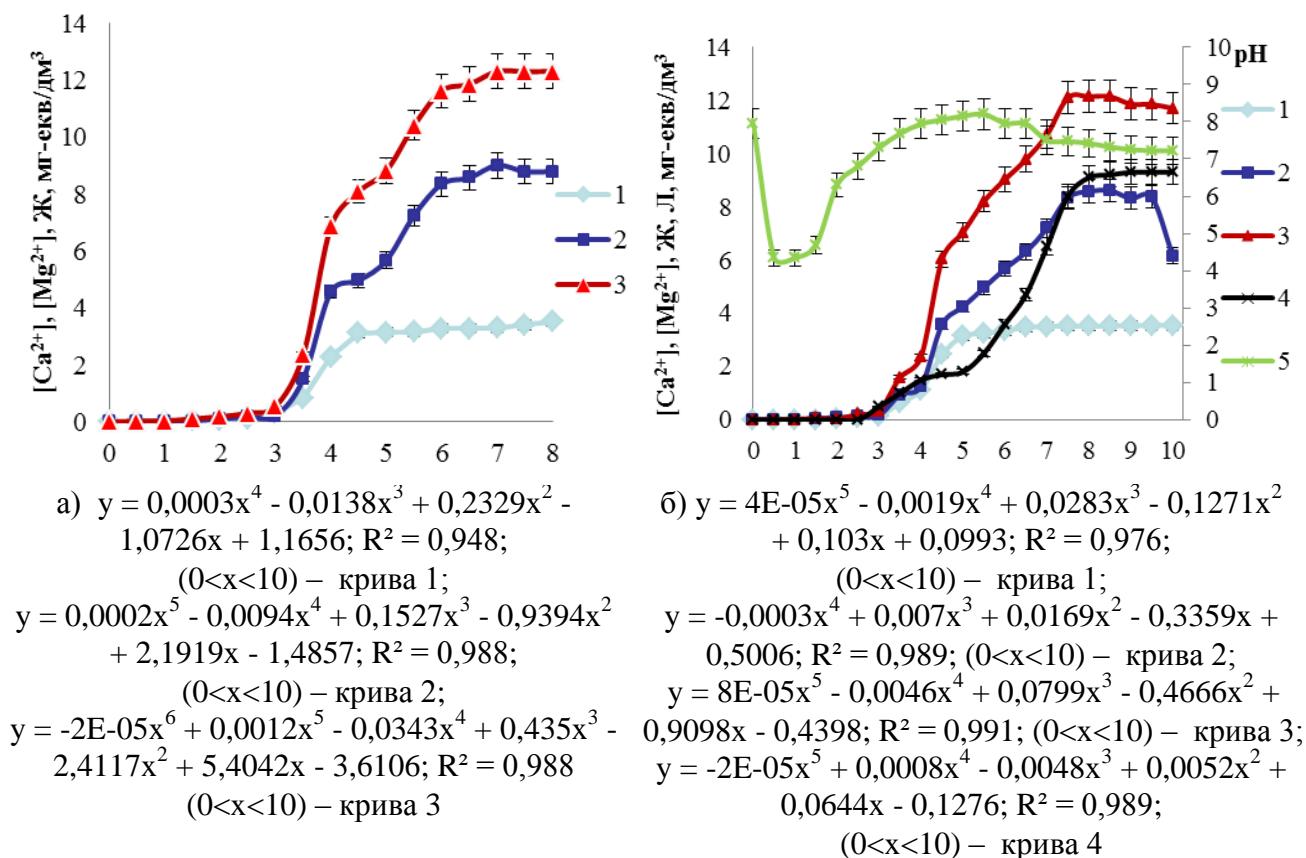 [Ca²⁺], [Mg²⁺], Ж, мг-екв/дм³
14
12
10
8
6
4
2
0
0 1 2 3 4 5 6 7 8
1
2
3
[Ca²⁺], [Mg²⁺], Ж, Л, мг-екв/дм³
14
12
10
8
6
4
2
0
0 1 2 3 4 5 6 7 8 9 10
10
9
8
7
6
5
4
3
2
1
0
pH
1
2
3
4
5
а) y = 0,0003x⁴ - 0,0138x³ + 0,2329x² -
1,0726x + 1,1656; R² = 0,948;
(0<x<10) – крива 1;
y = 0,0002x⁵ - 0,0094x⁴ + 0,1527x³ - 0,9394x²
+ 2,1919x - 1,4857; R² = 0,988;
(0<x<10) – крива 2;
y = -2E-05x⁶ + 0,0012x⁵ - 0,0343x⁴ + 0,435x³ -
2,4117x² + 5,4042x - 3,6106; R² = 0,988
(0<x<10) – крива 3
б) y = 4E-05x⁵ - 0,0019x⁴ + 0,0283x³ - 0,1271x²
+ 0,103x + 0,0993; R² = 0,976;
(0<x<10) – крива 1;
y = -0,0003x⁴ + 0,007x³ + 0,0169x² - 0,3359x +
0,5006; R² = 0,989; (0<x<10) – крива 2;
y = 8E-05x⁵ - 0,0046x⁴ + 0,0799x³ - 0,4666x² +
0,9098x - 0,4398; R² = 0,991; (0<x<10) – крива 3;
y = -2E-05x⁵ + 0,0008x⁴ - 0,0048x³ + 0,0052x² +
0,0644x - 0,1276; R² = 0,989;
(0<x<10) – крива 4